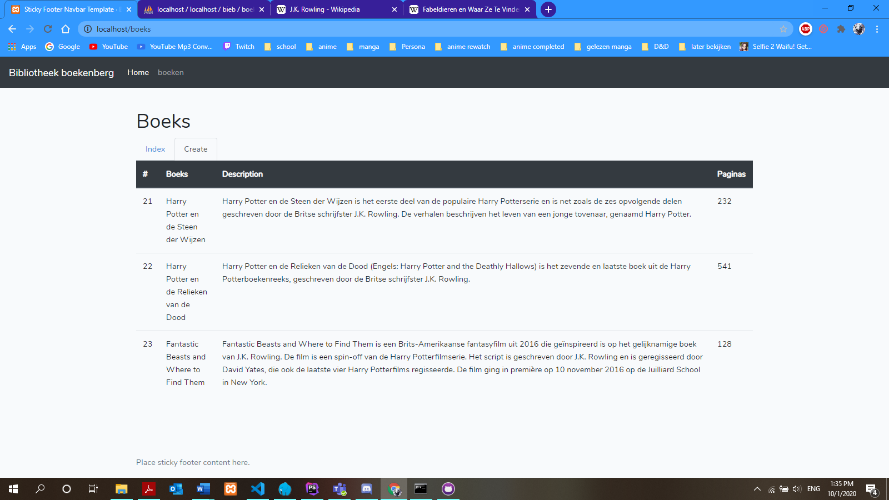 Sticky Footer Navbar Template - 
localhost / localhost / bieb / boe
J.K. Rowling - Wikipedia
Fabeldieren en Waar Ze Te Vinde
localhost/boeks
Apps Google YouTube YouTube Mp3 Conv... Twitch school anime manga Persona anime rewatch anime completed gelezen manga D&D later bekijken Selfie 2 Waifu! Get...
Bibliotheek boekenberg Home boeken
Boeks
Index Create
# Boeks Description Paginas
21
Harry
Potter en
de Steen
der Wijzen
Harry Potter en de Steen der Wijzen is het eerste deel van de populaire Harry Potterserie en is net zoals de zes opvolgende delen
geschreven door de Britse schrijfster J.K. Rowling. De verhalen beschrijven het leven van een jonge tovenaar, genaamd Harry Potter.
232
22
Harry
Potter en
de Relieken
van de
Dood
Harry Potter en de Relieken van de Dood (Engels: Harry Potter and the Deathly Hallows) is het zevende en laatste boek uit de Harry
Potterboekenreeks, geschreven door de Britse schrijfster J.K. Rowling.
541
23
Fantastic
Beasts and
Where to
Find Them
Fantastic Beasts and Where to Find Them is een Brits-Amerikaanse fantasyfilm uit 2016 die geïnspireerd is op het gelijknamige boek
van J.K. Rowling. De film is een spin-off van de Harry Potterfilmserie. Het script is geschreven door J.K. Rowling en is geregisseerd door
David Yates, die ook de laatste vier Harry Potterfilms regisseerde. De film ging in première op 10 november 2016 op de Juilliard School
in New York.
128
Place sticky footer content here.
ENG
1:35 PM
10/1/2020
4